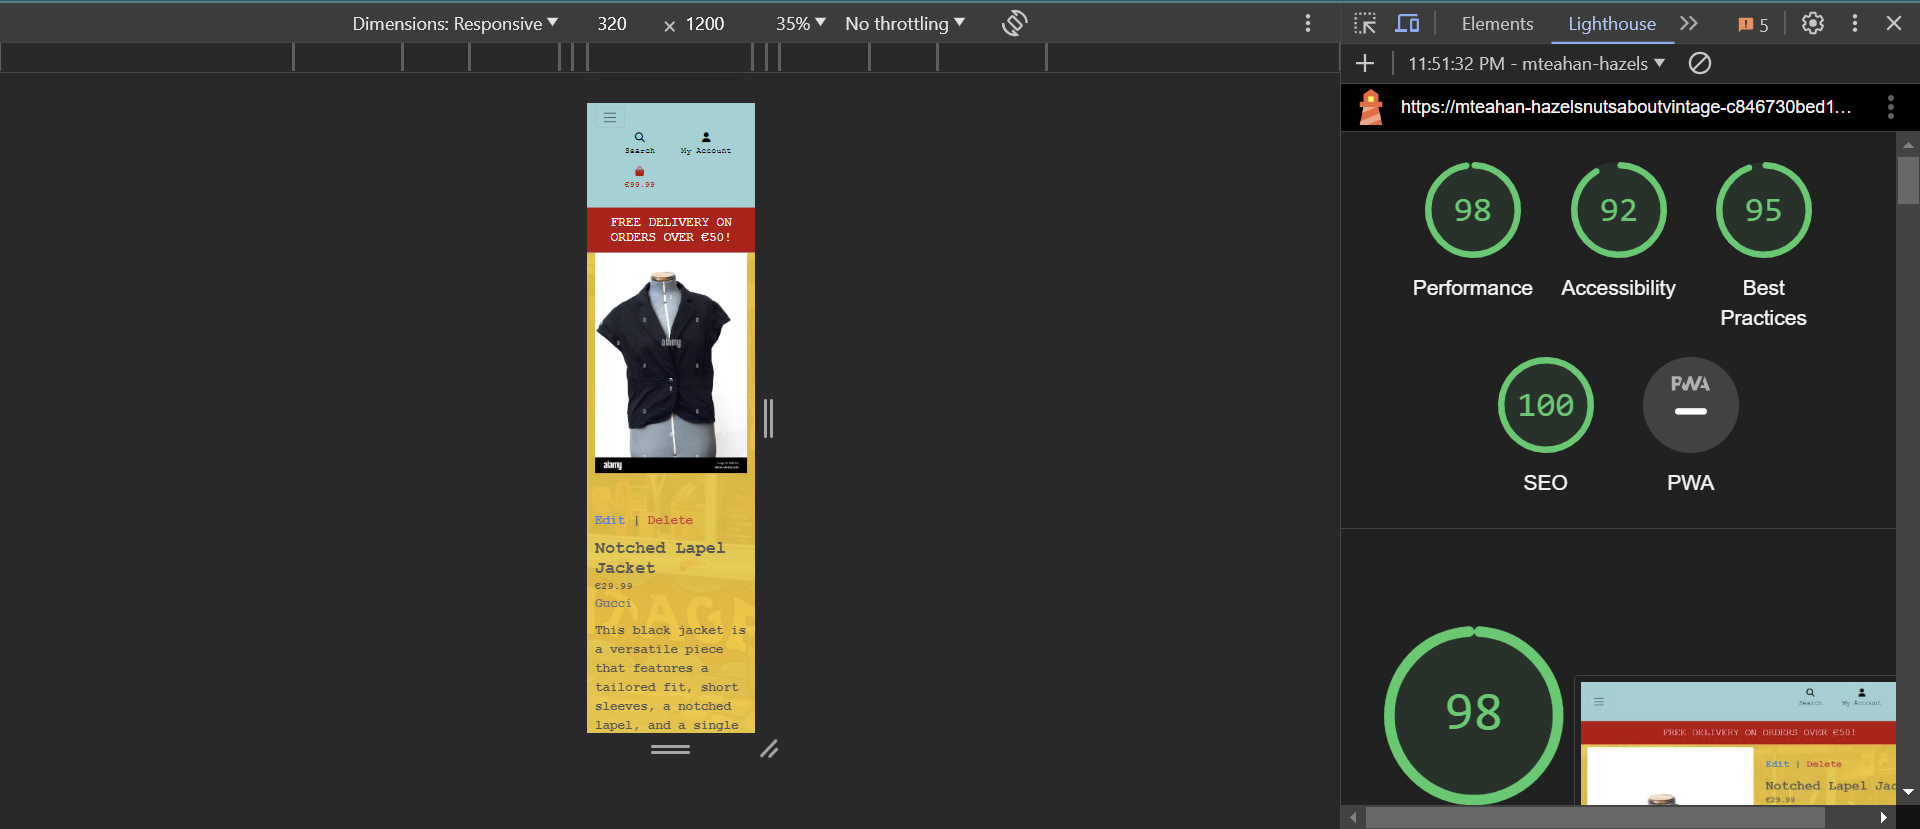 Dimensions: Responsive 320 × 1200 35% No throttling
Elements Lighthouse 5
11:51:32 PM - mteahan-hazels
https://mteahan-hazelsnutsaboutvintage-c846730bed1...
Search My Account
€99.99
FREE DELIVERY ON
ORDERS OVER €50!
a
a
alamy
a
a
a
a
a
a
alamy
Edit | Delete
Notched Lapel
Jacket
€29.99
Gucci
This black jacket is
a versatile piece
that features a
tailored fit, short
sleeves, a notched
lapel, and a single
98 92 95
Performance Accessibility Best
Practices
100 PWA
SEO PWA
98
Search My Account
FREE DELIVERY ON ORDERS OVER €50!
Edit | Delete
Notched Lapel Jac
€29.99